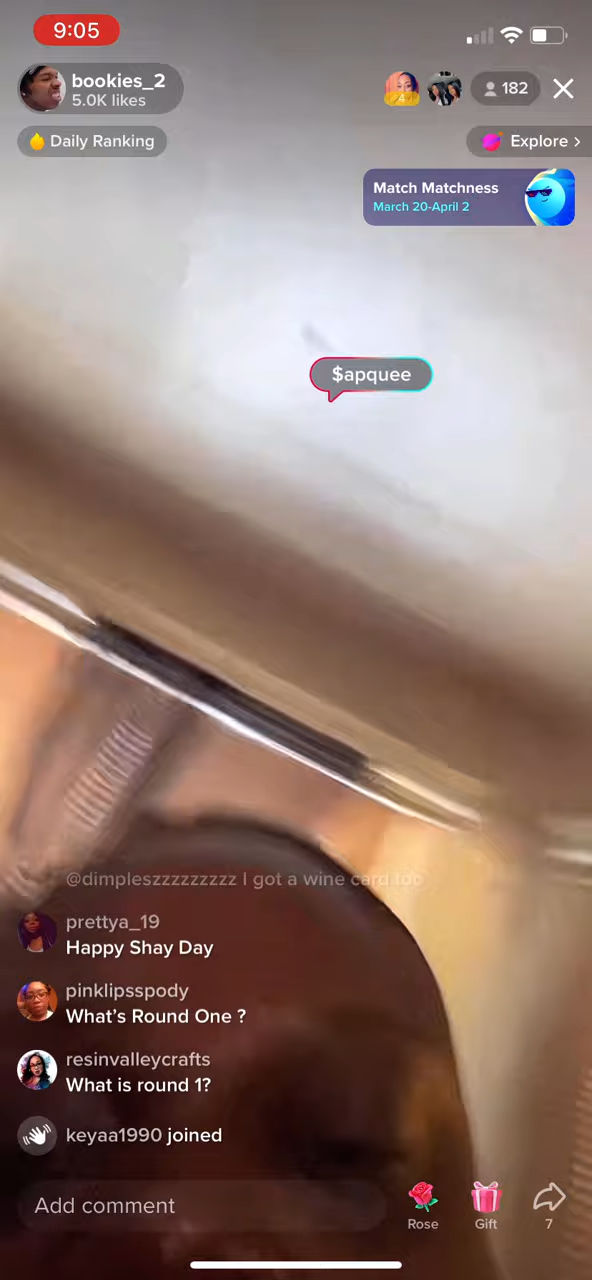 9:05
bookies_2
5.0K likes
4
182
Daily Ranking
Explore >
Match Matchness
March 20-April 2
$apquee
@dimpleszzzzzzzzz I got a wine card too
prettya_19
Happy Shay Day
pinklipsspody
What's Round One ?
resinvalleycrafts
What is round 1?
keyaa1990 joined
Add comment
Rose
Gift
7